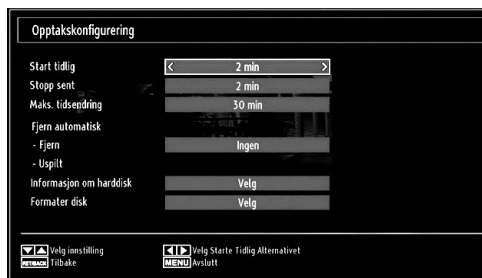 Opptakskonfigurering
Start tidlig < 2 min >
Stopp sent 2 min
Maks. tidsendring 30 min
Fjern automatisk
- Fjern Ingen
- Uspilt
Informasjon om harddisk Velg
Formater disk Velg
Velg innstilling Velg Starte Tidlig Alternativet
Tilbake MENU Avslutt